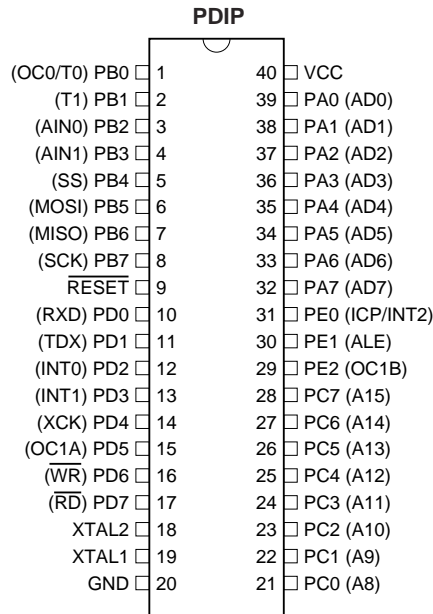 PDIP
(OC0/T0) PB0 1 40 VCC
(T1) PB1 2 39 PA0 (AD0)
(AIN0) PB2 3 38 PA1 (AD1)
(AIN1) PB3 4 37 PA2 (AD2)
(SS) PB4 5 36 PA3 (AD3)
(MOSI) PB5 6 35 PA4 (AD4)
(MISO) PB6 7 34 PA5 (AD5)
(SCK) PB7 8 33 PA6 (AD6)
RESET 9 32 PA7 (AD7)
(RXD) PD0 10 31 PE0 (ICP/INT2)
(TDX) PD1 11 30 PE1 (ALE)
(INT0) PD2 12 29 PE2 (OC1B)
(INT1) PD3 13 28 PC7 (A15)
(XCK) PD4 14 27 PC6 (A14)
(OC1A) PD5 15 26 PC5 (A13)
(WR) PD6 16 25 PC4 (A12)
(RD) PD7 17 24 PC3 (A11)
XTAL2 18 23 PC2 (A10)
XTAL1 19 22 PC1 (A9)
GND 20 21 PC0 (A8)